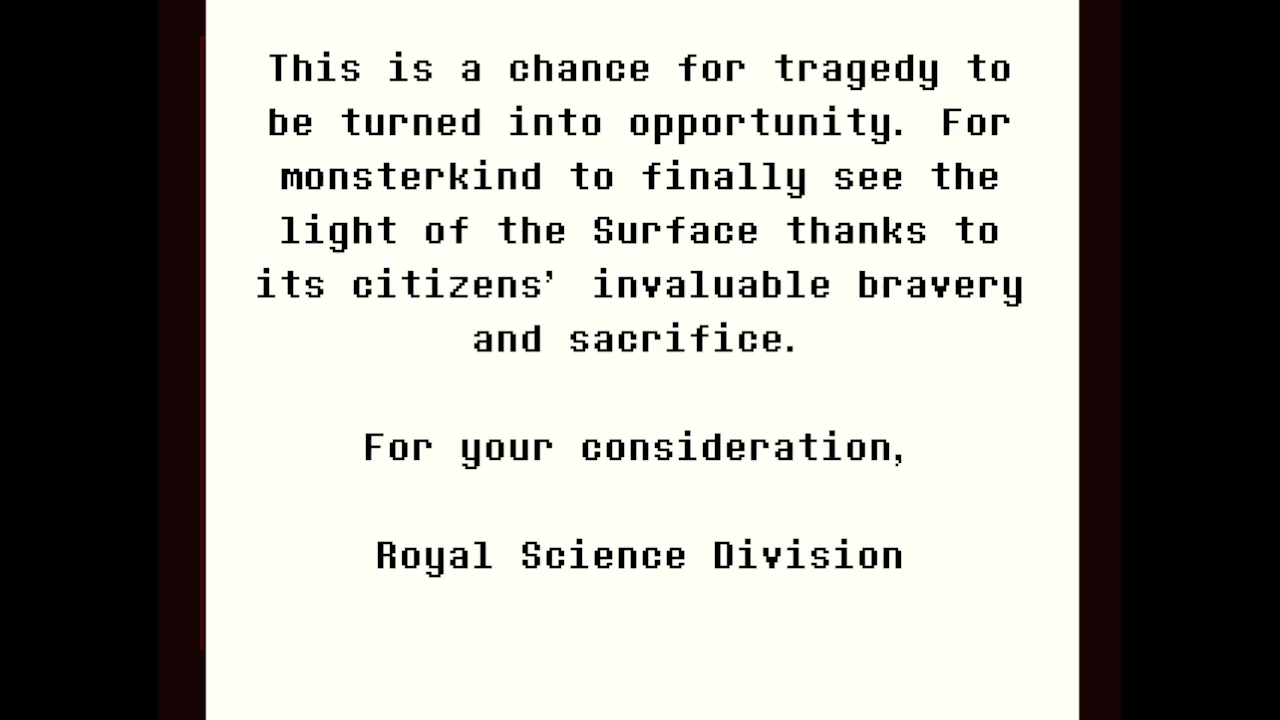 This is a chance for tragedy to
be turned into opportunity. For
monsterkind to finally see the
light of the Surface thanks to
its citizens’ invaluable bravery
and sacrifice.
For your consideration,
Royal Science Division